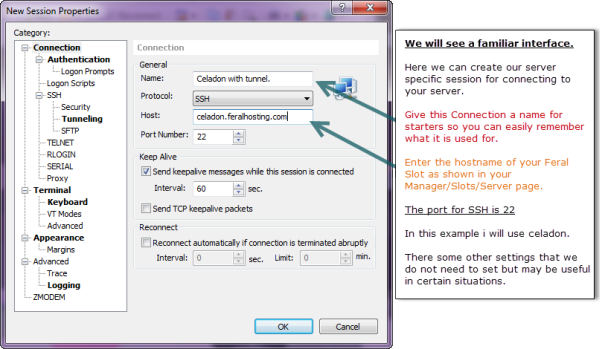 New Session Properties
Category:
Connection
Authentication
Logon Prompts
Logon Scripts
SSH
Security
Tunneling
SFTP
TELNET
RLOGIN
SERIAL
Proxy
Terminal
Keyboard
VT Modes
Advanced
Appearance
Margins
Advanced
Trace
Logging
ZMODEM
Connection
General
Name: Celadon with tunnel.
Protocol: SSH
Host: celadon.feralhosting.com
Port Number: 22
Keep Alive
Send keepalive messages while this session is connected
Interval: 60 sec.
Send TCP keepalive packets
Reconnect
Reconnect automatically if connection is terminated abruptly
Interval: 0 sec. Limit: 0 min.
OK Cancel
We will see a familiar interface.
Here we can create our server
specific session for connecting to
your server.
Give this Connection a name for
starters so you can easily remember
what it is used for.
Enter the hostname of your Feral
Slot as shown in your
Manager/Slots/Server page.
The port for SSH is 22
In this example i will use celadon.
There some other settings that we
do not need to set but may be useful
in certain situations.